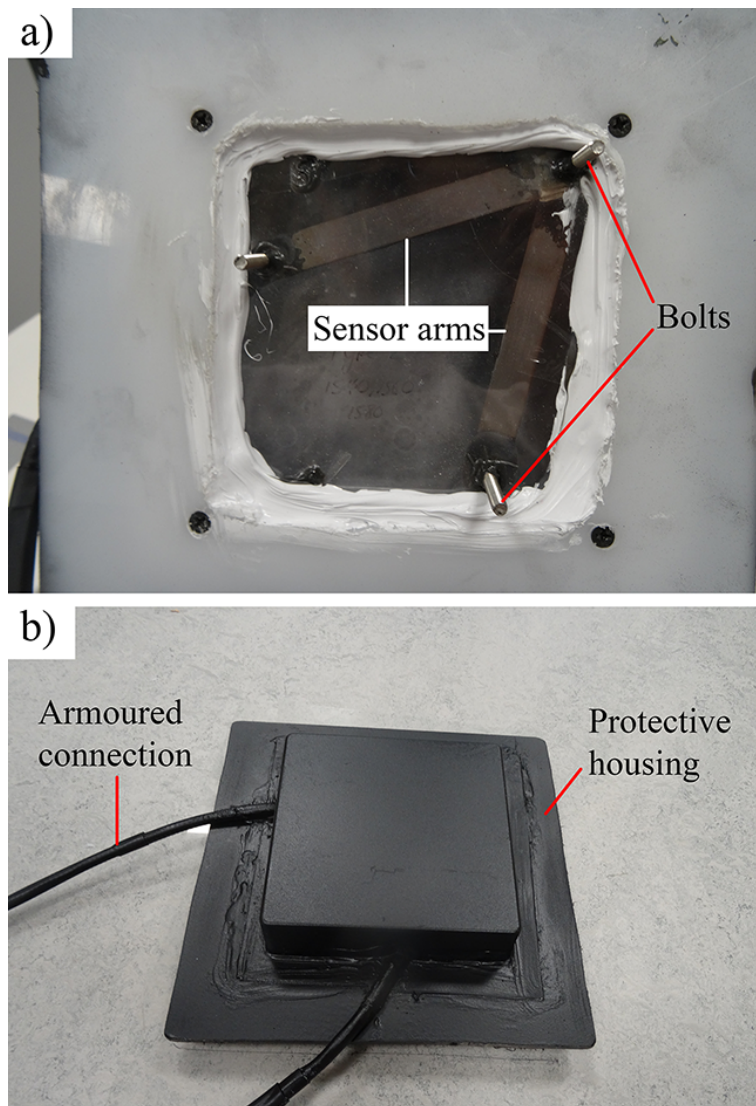 a)
Sensor arms
Bolts
b)
Armoured
connection
Protective
housing